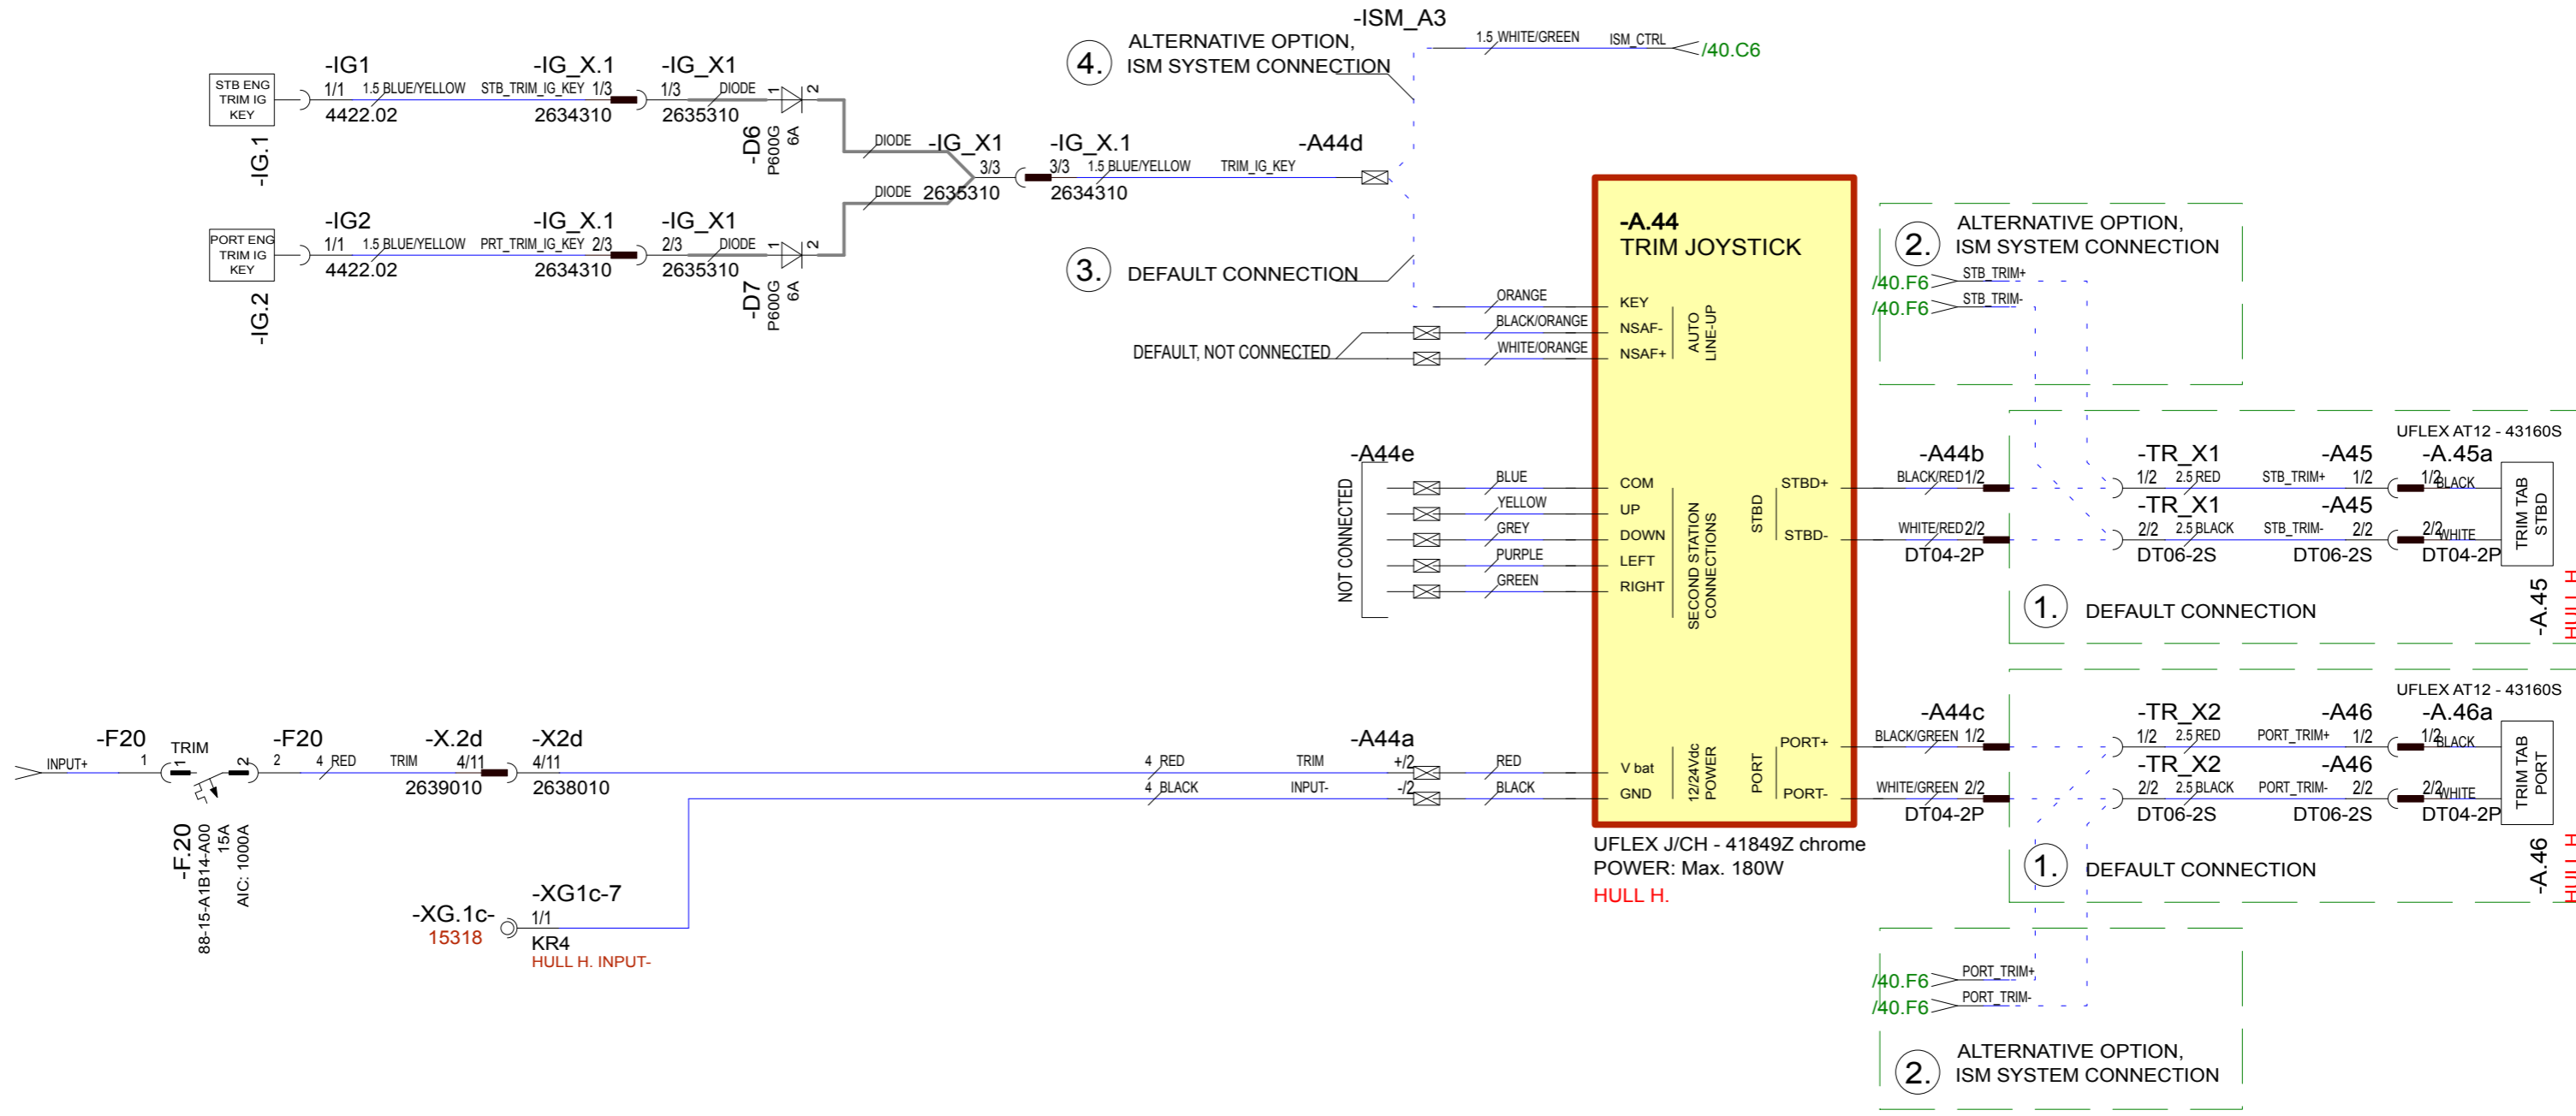 -ISM_A3
4.
ALTERNATIVE OPTION,
ISM SYSTEM CONNECTION
1.5 WHITE/GREEN
ISM_CTRL
/40.C6
STB ENG
TRIM IG
KEY
-IG.1
-IG1
1/1
1.5 BLUE/YELLOW
STB_TRIM_IG_KEY
4422.02
-IG_X.1
1/3
2634310
-IG_X1
1/3
DIODE
2635310
1
2
-D6
P600G
6A
DIODE
PORT ENG
TRIM IG
KEY
-IG.2
-IG2
1/1
1.5 BLUE/YELLOW
PRT_TRIM_IG_KEY
4422.02
-IG_X.1
2/3
2634310
-IG_X1
2/3
DIODE
2635310
1
2
-D7
P600G
6A
DIODE
-IG_X1
3/3
2635310
-IG_X.1
3/3
1.5 BLUE/YELLOW
TRIM_IG_KEY
2634310
-A44d
3.
DEFAULT CONNECTION
DEFAULT, NOT CONNECTED
ORANGE
BLACK/ORANGE
WHITE/ORANGE
-A.44
TRIM JOYSTICK
KEY
NSAF-
NSAF+
AUTO
LINE-UP
-A44e
NOT CONNECTED
BLUE
YELLOW
GREY
PURPLE
GREEN
COM
UP
DOWN
LEFT
RIGHT
SECOND STATION
CONNECTIONS
STBD
STBD+
STBD-
PORT
PORT+
PORT-
V bat
GND
12/24Vdc
POWER
UFLEX J/CH - 41849Z chrome
POWER: Max. 180W
HULL H.
2.
ALTERNATIVE OPTION,
ISM SYSTEM CONNECTION
/40.F6
STB_TRIM+
/40.F6
STB_TRIM-
-A44b
BLACK/RED 1/2
WHITE/RED 2/2
DT04-2P
-TR_X1
1/2
2.5 RED
STB_TRIM+
-A45
1/2
-A.45a
1/2
BLACK
-TR_X1
2/2
2.5 BLACK
STB_TRIM-
-A45
2/2
2/2
WHITE
DT06-2S
DT06-2S
DT04-2P
UFLEX AT12 - 43160S
TRIM TAB
STBD
-A.45
1.
DEFAULT CONNECTION
-A44c
BLACK/GREEN 1/2
WHITE/GREEN 2/2
DT04-2P
-TR_X2
1/2
2.5 RED
PORT_TRIM+
-A46
1/2
-A.46a
1/2
BLACK
-TR_X2
2/2
2.5 BLACK
PORT_TRIM-
-A46
2/2
2/2
WHITE
DT06-2S
DT06-2S
DT04-2P
UFLEX AT12 - 43160S
TRIM TAB
PORT
-A.46
1.
DEFAULT CONNECTION
/40.F6
PORT_TRIM+
/40.F6
PORT_TRIM-
2.
ALTERNATIVE OPTION,
ISM SYSTEM CONNECTION
INPUT+
-F20
1
TRIM
1
2
-F20
2
4 RED
TRIM
-X.2d
4/11
2639010
-X2d
4/11
2638010
-F.20
88-15-A1B14-A00
15A
AIC: 1000A
4 RED
TRIM
4 BLACK
INPUT-
-A44a
+/2
-/2
RED
BLACK
-XG.1c-
15318
-XG1c-7
1/1
KR4
HULL H. INPUT-